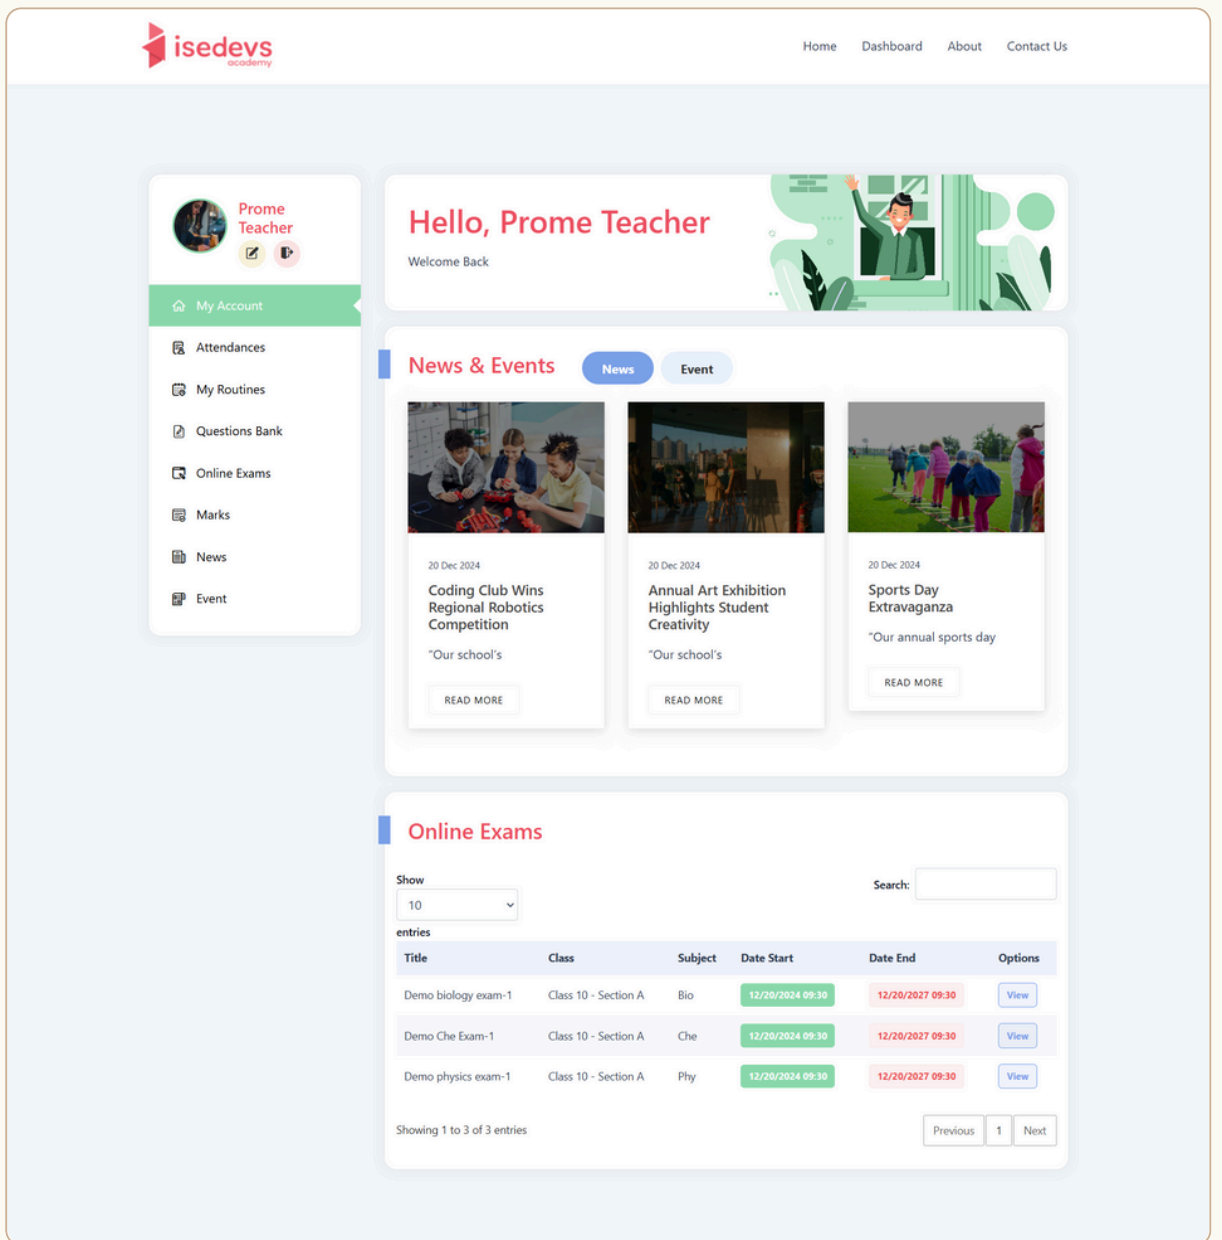 isedevs
academy
Home Dashboard About Contact Us
Prome
Teacher
My Account
Attendances
My Routines
Questions Bank
Online Exams
Marks
News
Event
Hello, Prome Teacher
Welcome Back
News & Events News Event
20 Dec 2024
Coding Club Wins
Regional Robotics
Competition
"Our school's
READ MORE
20 Dec 2024
Annual Art Exhibition
Highlights Student
Creativity
"Our school's
READ MORE
20 Dec 2024
Sports Day
Extravaganza
"Our annual sports day
READ MORE
Online Exams
Show
10
entries
Search:
Title Class Subject Date Start Date End Options
Demo biology exam-1 Class 10 - Section A Bio 12/20/2024 09:30 12/20/2027 09:30 View
Demo Che Exam-1 Class 10 - Section A Che 12/20/2024 09:30 12/20/2027 09:30 View
Demo physics exam-1 Class 10 - Section A Phy 12/20/2024 09:30 12/20/2027 09:30 View
Showing 1 to 3 of 3 entries
Previous 1 Next